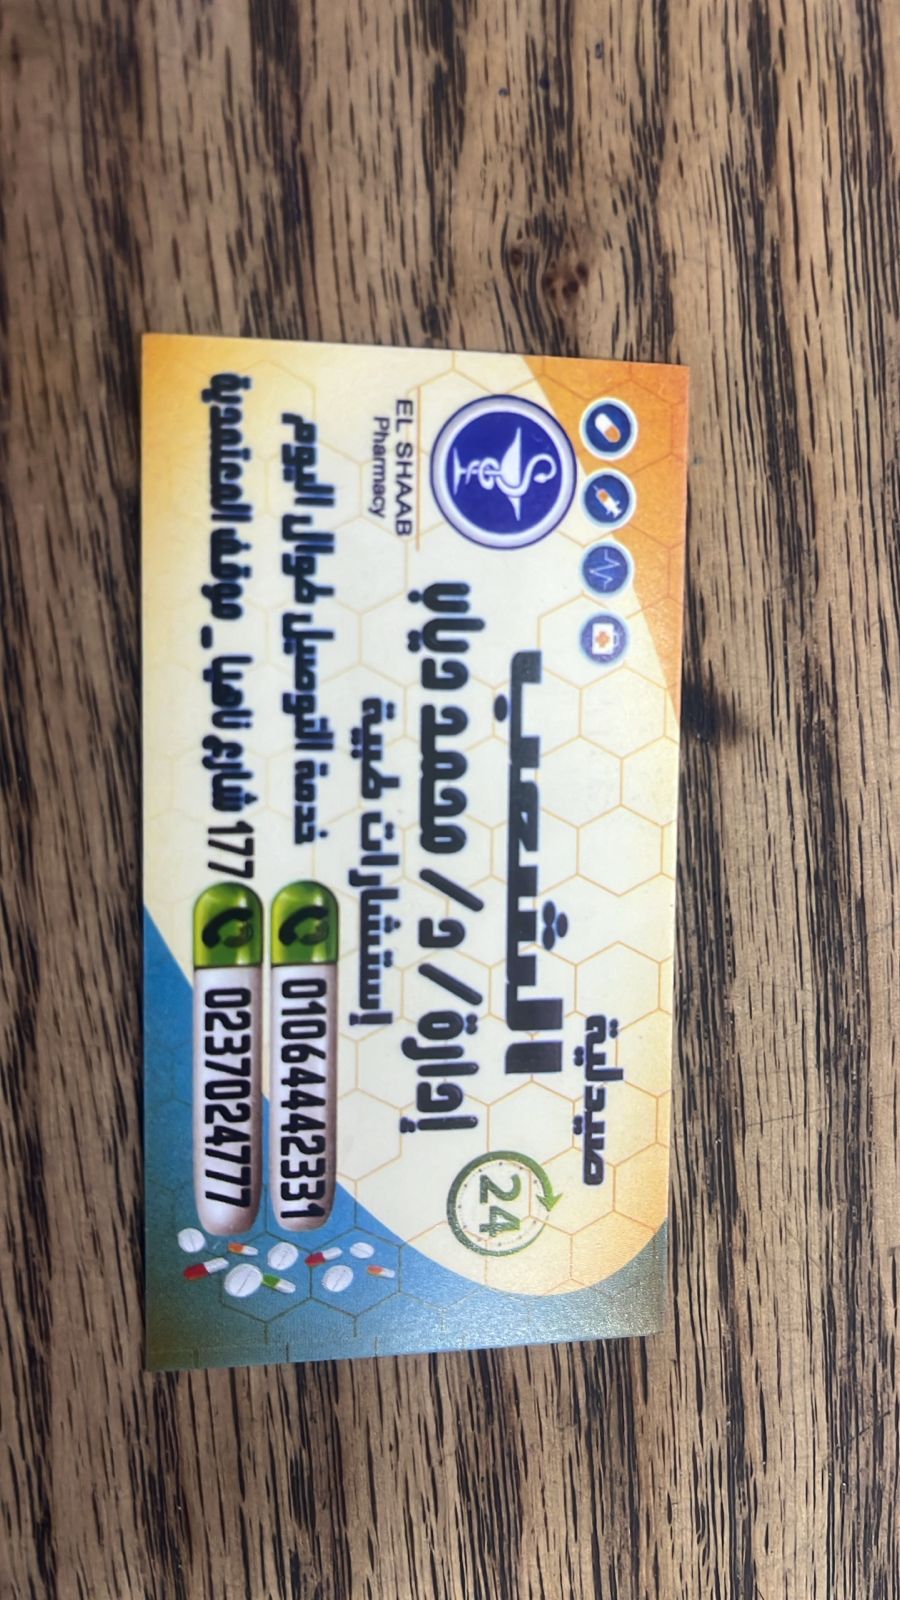 صيدلية
الشعب
24
EL SHAAB
Pharmacy
إدارة / د / محمد دياب
إستشارات طبية
خدمة التوصيل طوال اليوم
01064442331
177 شارع ناهيا _ موقف المعتمدية
0237024777